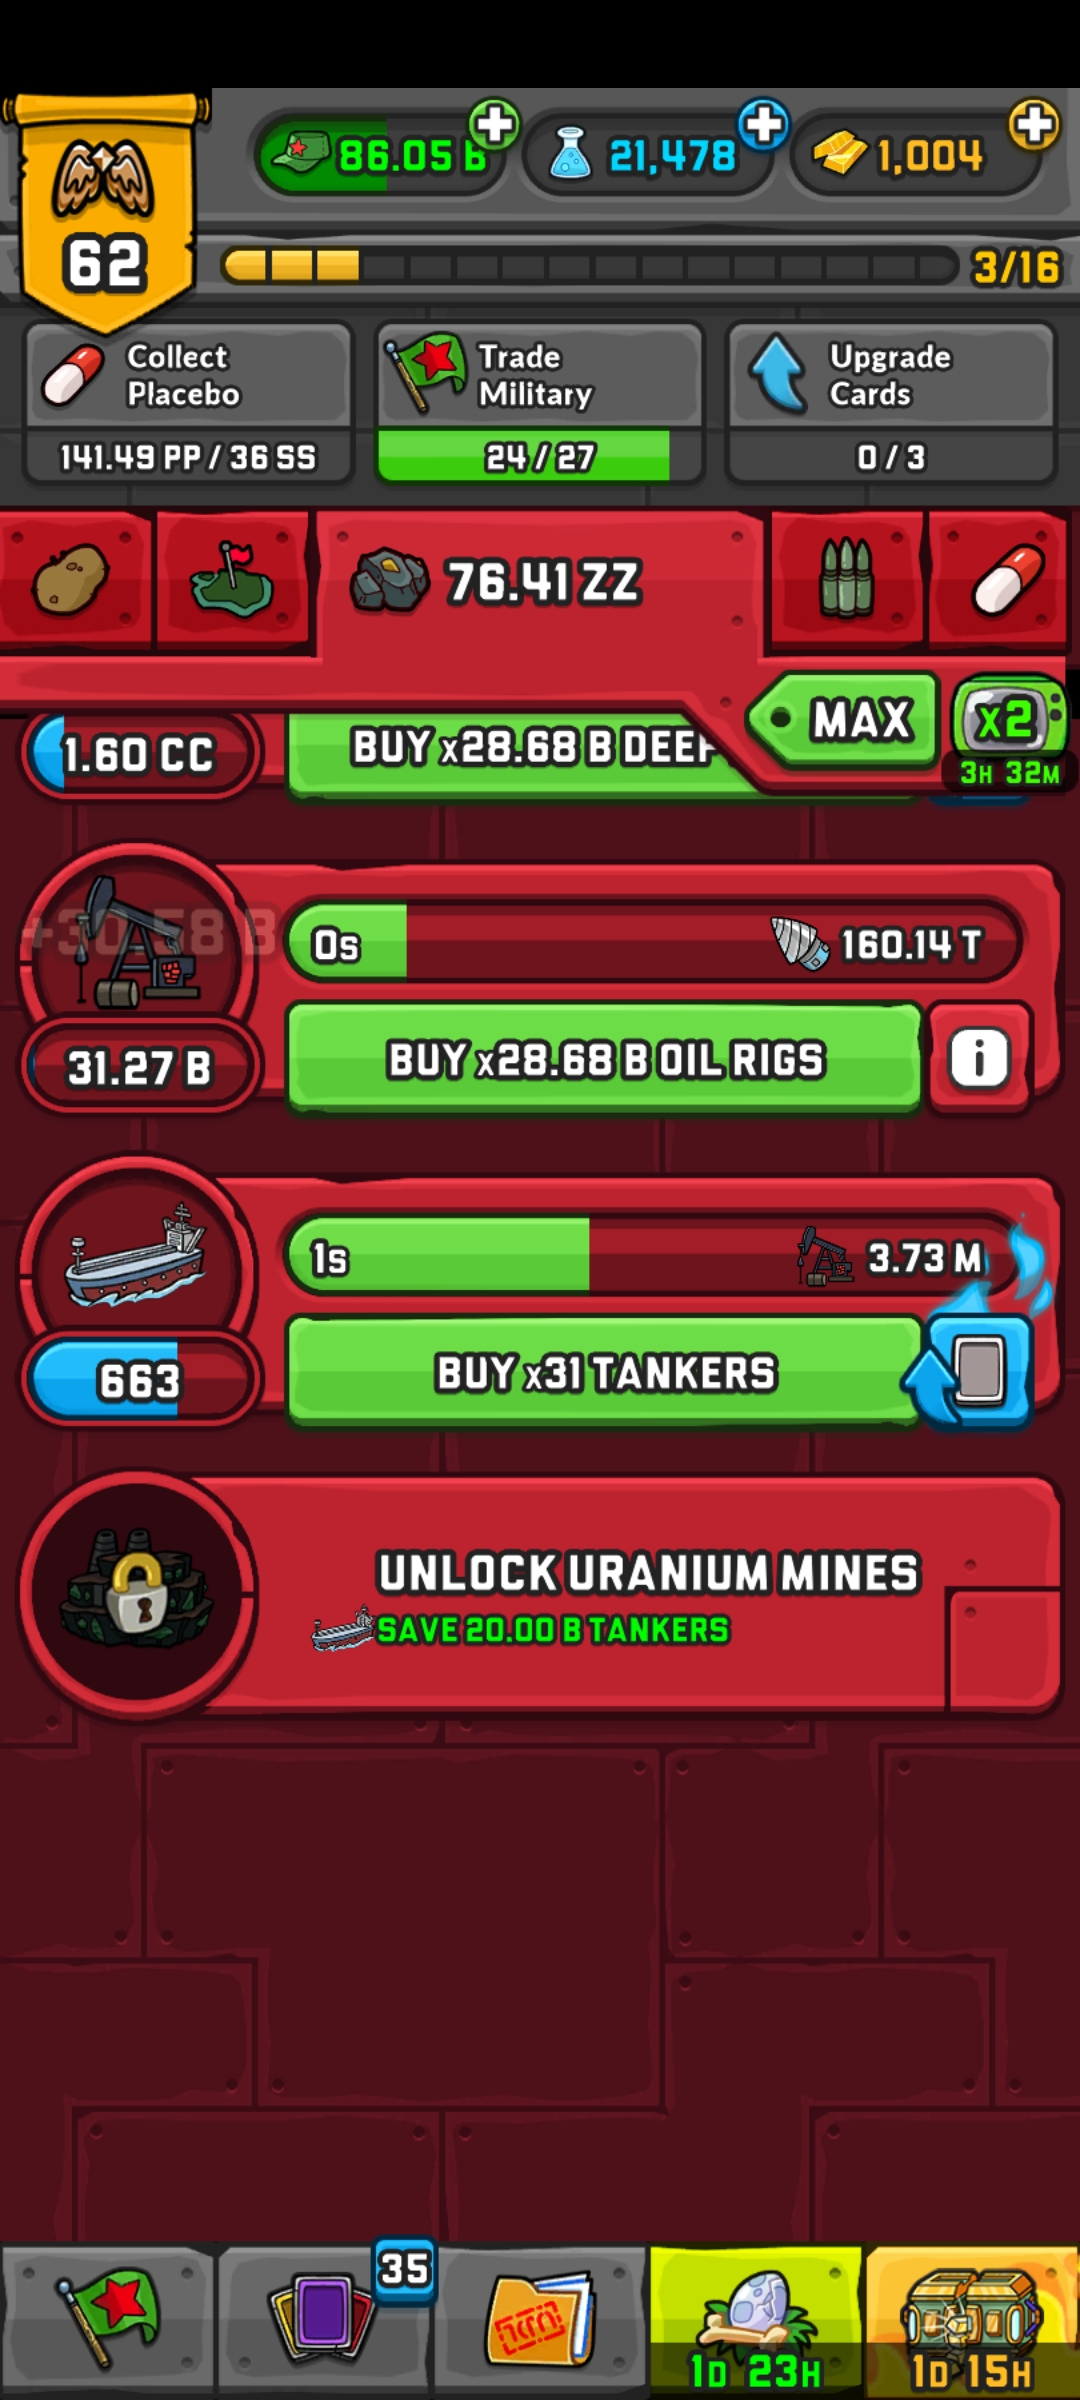 86.05 B
21,478
1,004
62
3/16
Collect
Placebo
Trade
Military
Upgrade
Cards
141.49 PP / 36 SS
24 / 27
0 / 3
76.41 ZZ
MAX
x2
3H 32M
1.60 CC
BUY x28.68 B DEEP
+30.58 B
0s
160.14 T
31.27 B
BUY x28.68 B OIL RIGS
i
1s
3.73 M
663
BUY x31 TANKERS
UNLOCK URANIUM MINES
SAVE 20.00 B TANKERS
35
1D 23H
1D 15H